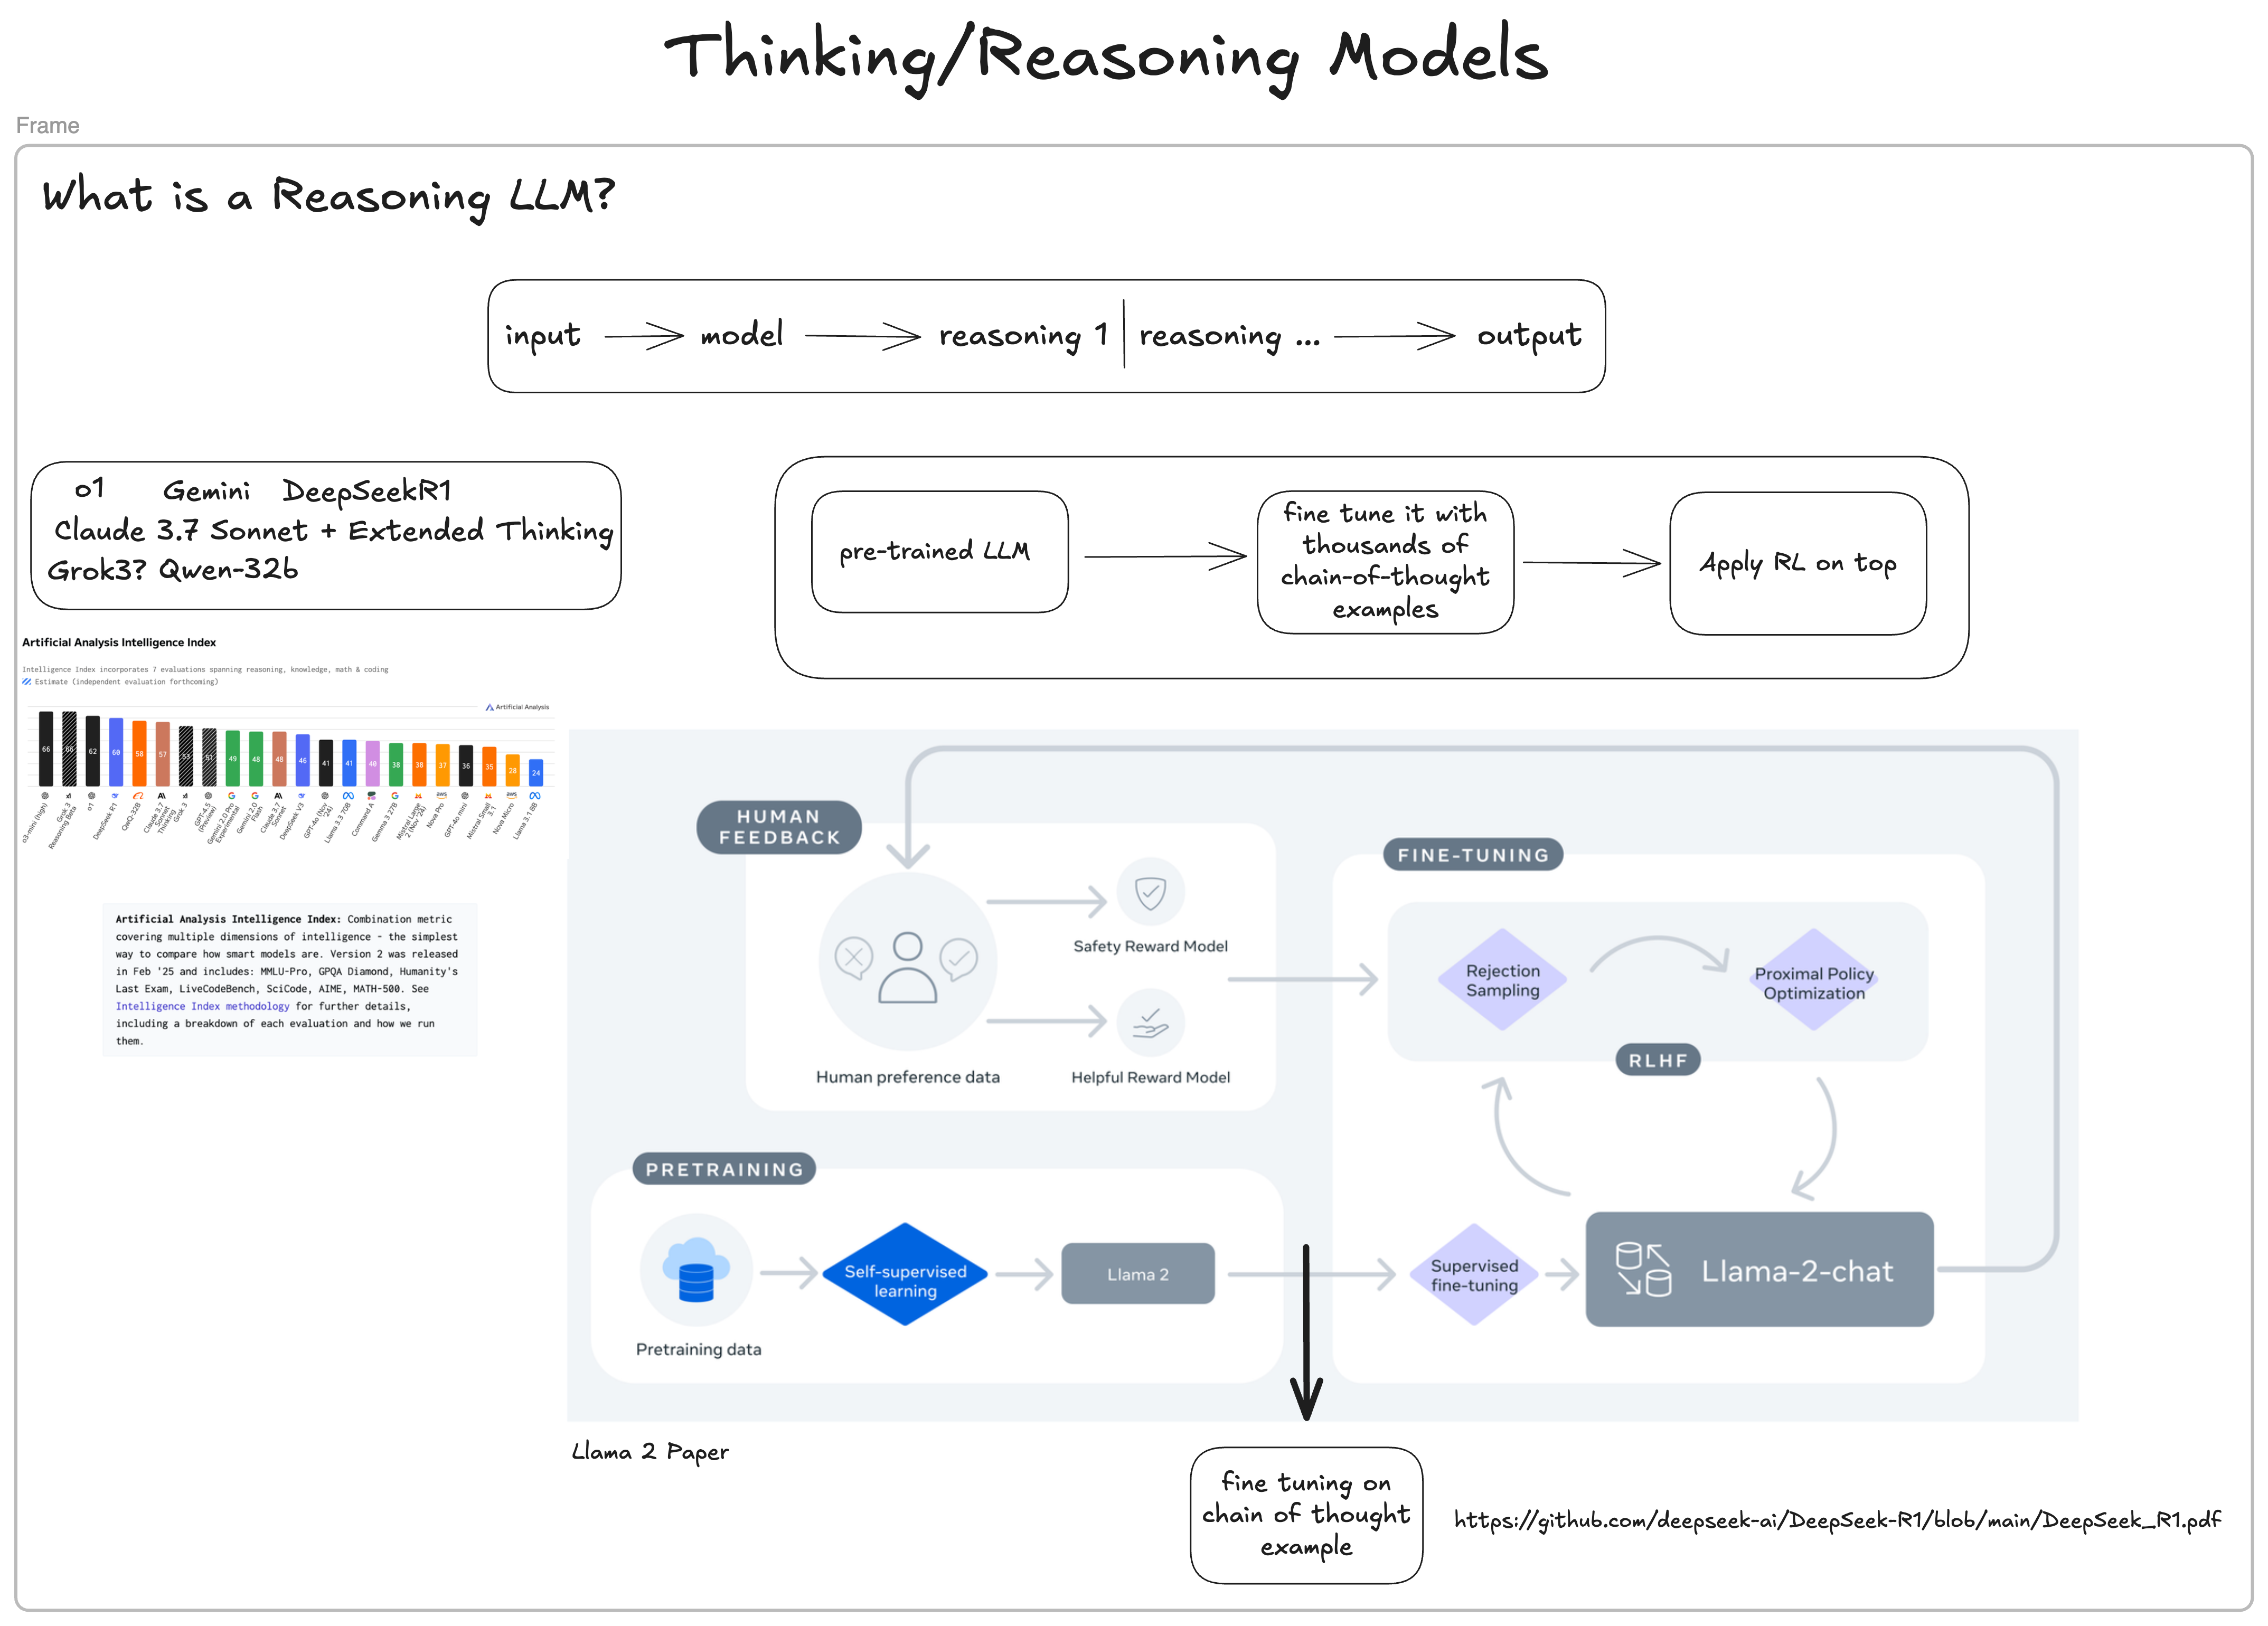 Thinking/Reasoning Models
Frame
What is a Reasoning LLM?
input
model
reasoning 1
reasoning ...
output
o1 Gemini DeepSeekR1
Claude 3.7 Sonnet + Extended Thinking
Grok3? Qwen-32b
pre-trained LLM
fine tune it with
thousands of
chain-of-thought
examples
Apply RL on top
Artificial Analysis Intelligence Index
Intelligence Index incorporates 7 evaluations spanning reasoning, knowledge, math & coding
Estimate (independent evaluation forthcoming)
Artificial Analysis
66 66 62 60 58 57 53 51 49 48 48 46 41 41 40 38 38 37 36 35 28 24
o3-mini (high)
Grok 3
Reasoning Beta
o1
DeepSeek R1
QwQ-32B
Claude 3.7
Sonnet
Thinking
Grok 3
GPT-4.5
(Preview)
Gemini 2.0 Pro
Experimental
Gemini 2.0
Flash
Claude 3.7
Sonnet
DeepSeek V3
GPT-4o (Nov
'24)
Llama 3.3 70B
Command A
Gemma 3 27B
Mistral Large
2 (Nov '24)
Nova Pro
GPT-4o mini
Mistral Small
3.1
Nova Micro
Llama 3.1 8B
Artificial Analysis Intelligence Index: Combination metric
covering multiple dimensions of intelligence - the simplest
way to compare how smart models are. Version 2 was released
in Feb '25 and includes: MMLU-Pro, GPQA Diamond, Humanity's
Last Exam, LiveCodeBench, SciCode, AIME, MATH-500. See
Intelligence Index methodology for further details,
including a breakdown of each evaluation and how we run
them.
HUMAN
FEEDBACK
Safety Reward Model
Human preference data
Helpful Reward Model
FINE-TUNING
Rejection
Sampling
Proximal Policy
Optimization
RLHF
PRETRAINING
Self-supervised
learning
Llama 2
Pretraining data
Supervised
fine-tuning
Llama-2-chat
Llama 2 Paper
fine tuning on
chain of thought
example
https://github.com/deepseek-ai/DeepSeek-R1/blob/main/DeepSeek_R1.pdf